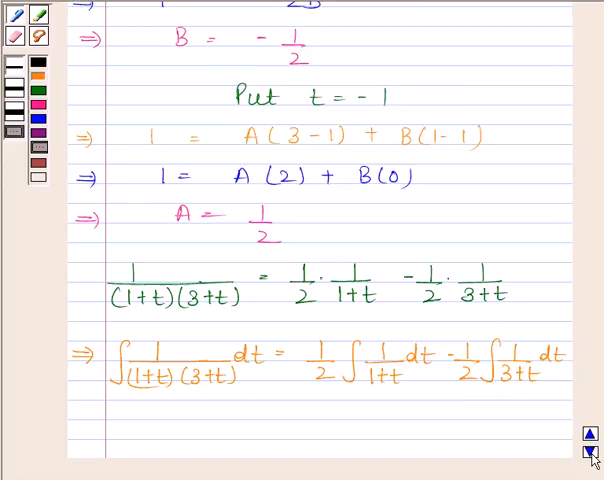 ⇒ B = - 1/2
Put t = - 1
⇒ 1 = A(3-1) + B(1-1)
⇒ 1 = A(2) + B(0)
⇒ A = 1/2
1/((1+t)(3+t)) = 1/2 · 1/(1+t) - 1/2 · 1/(3+t)
⇒ ∫ 1/((1+t)(3+t)) dt = 1/2 ∫ 1/(1+t) dt - 1/2 ∫ 1/(3+t) dt